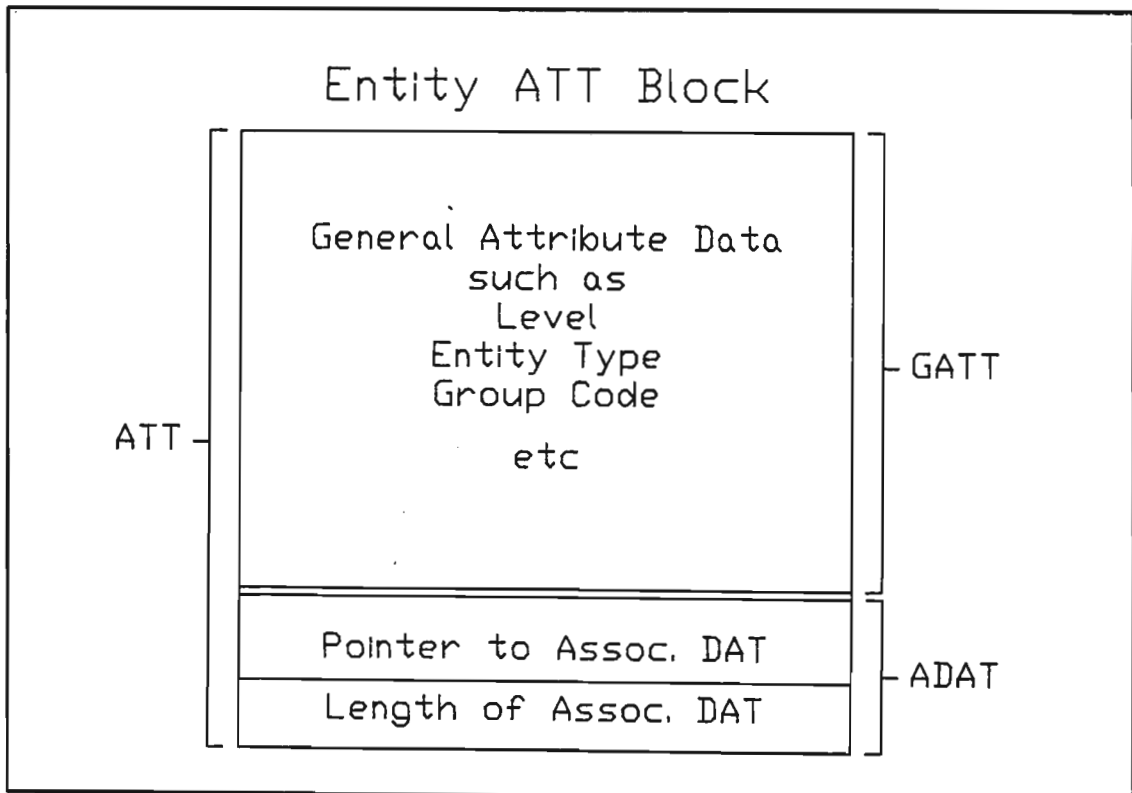 Entity ATT Block
General Attribute Data
such as
Level
Entity Type
Group Code
etc
GATT
ATT
Pointer to Assoc. DAT
Length of Assoc. DAT
ADAT